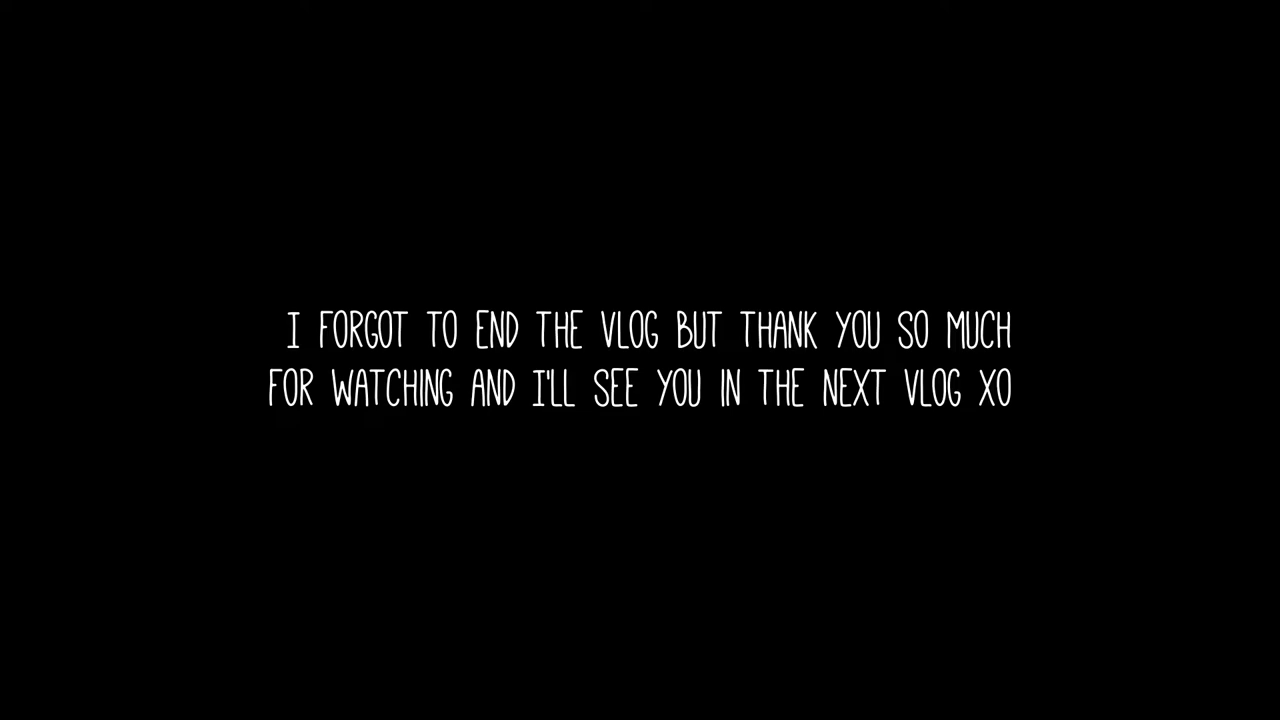 I FORGOT TO END THE VLOG BUT THANK YOU SO MUCH
FOR WATCHING AND I'LL SEE YOU IN THE NEXT VLOG XO